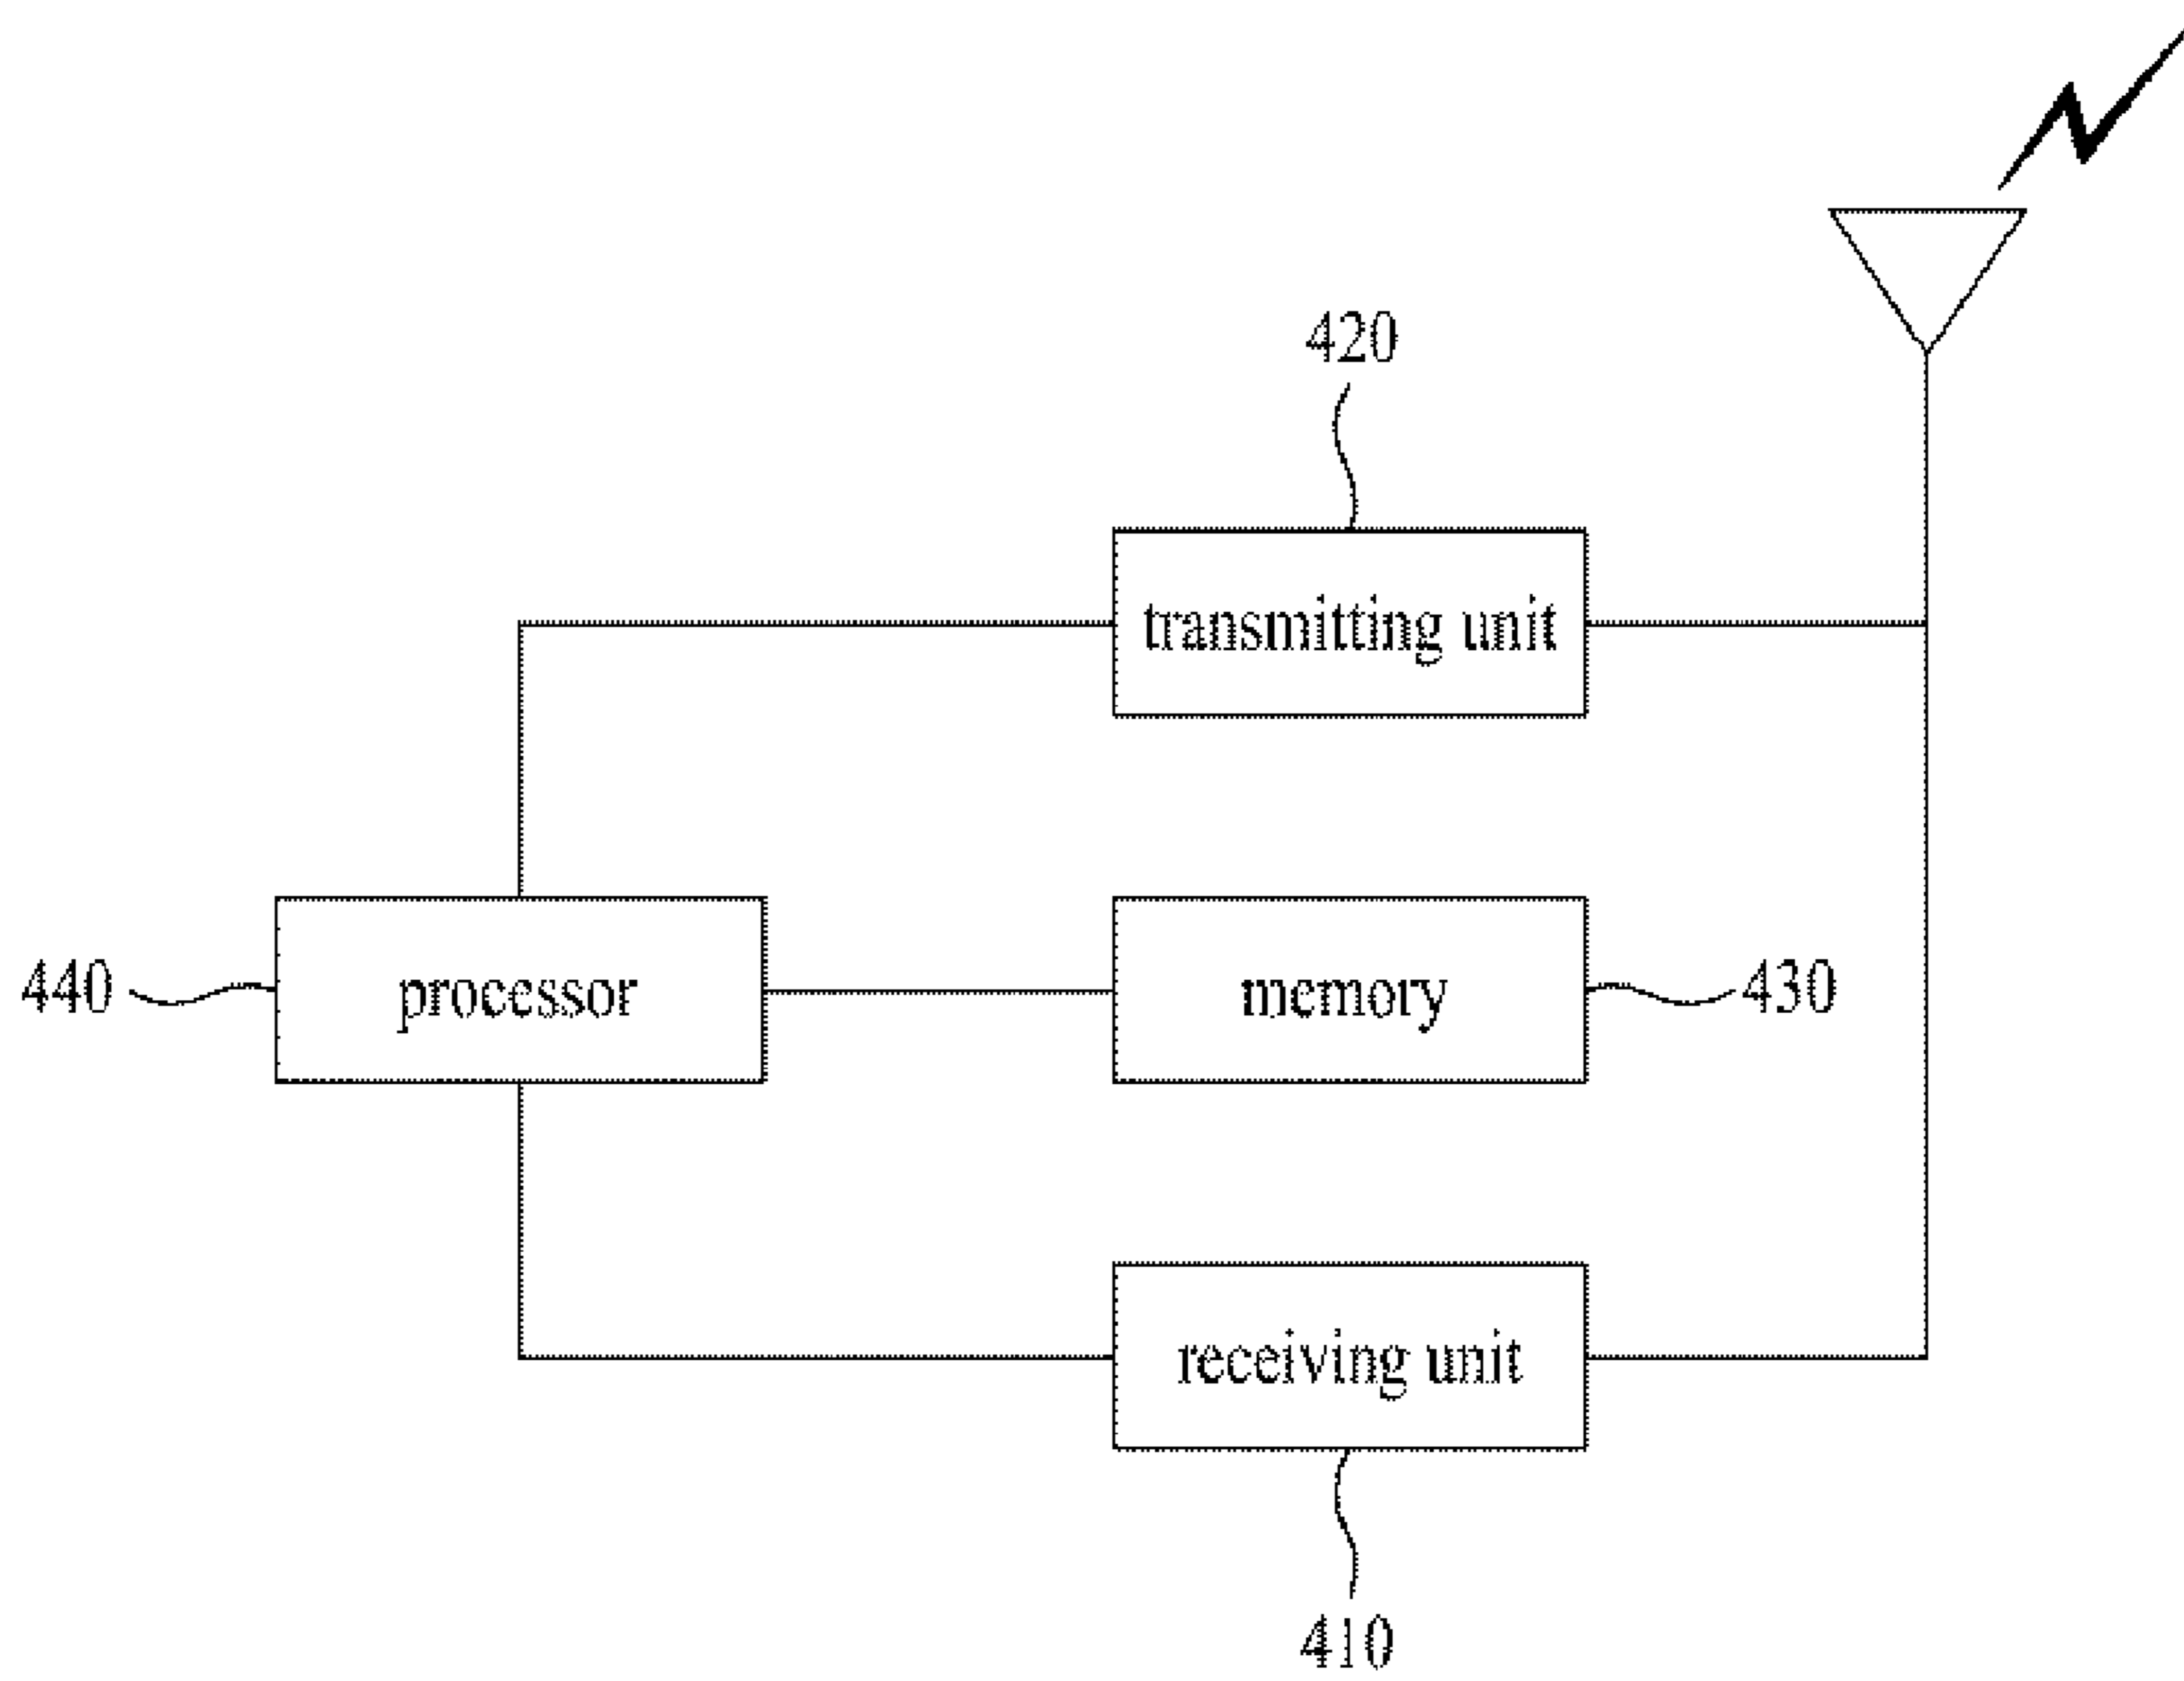 420
transmitting unit
440
processor
memory
430
receiving unit
410